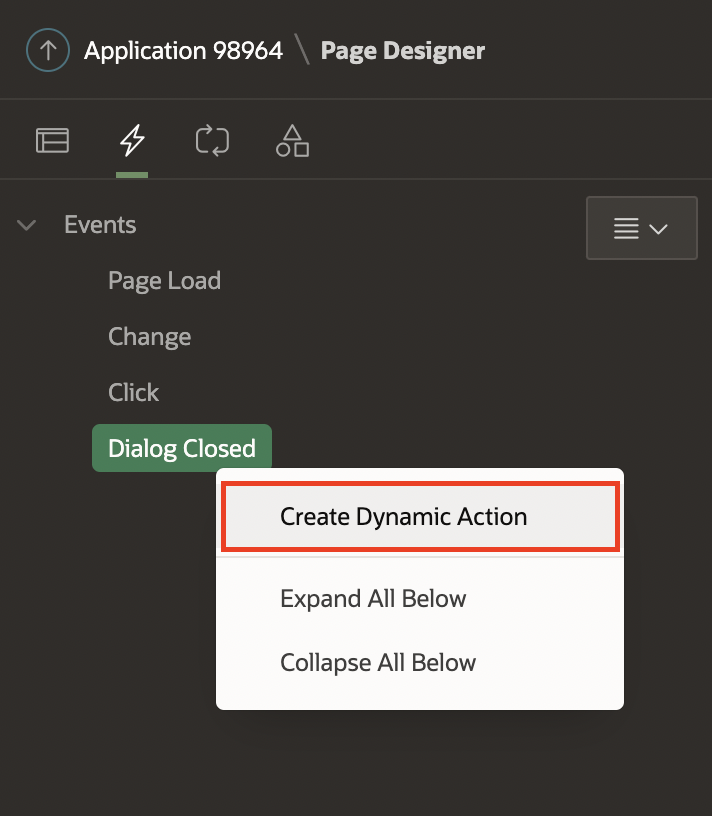 Application 98964 \ Page Designer
Events
Page Load
Change
Click
Dialog Closed
Create Dynamic Action
Expand All Below
Collapse All Below